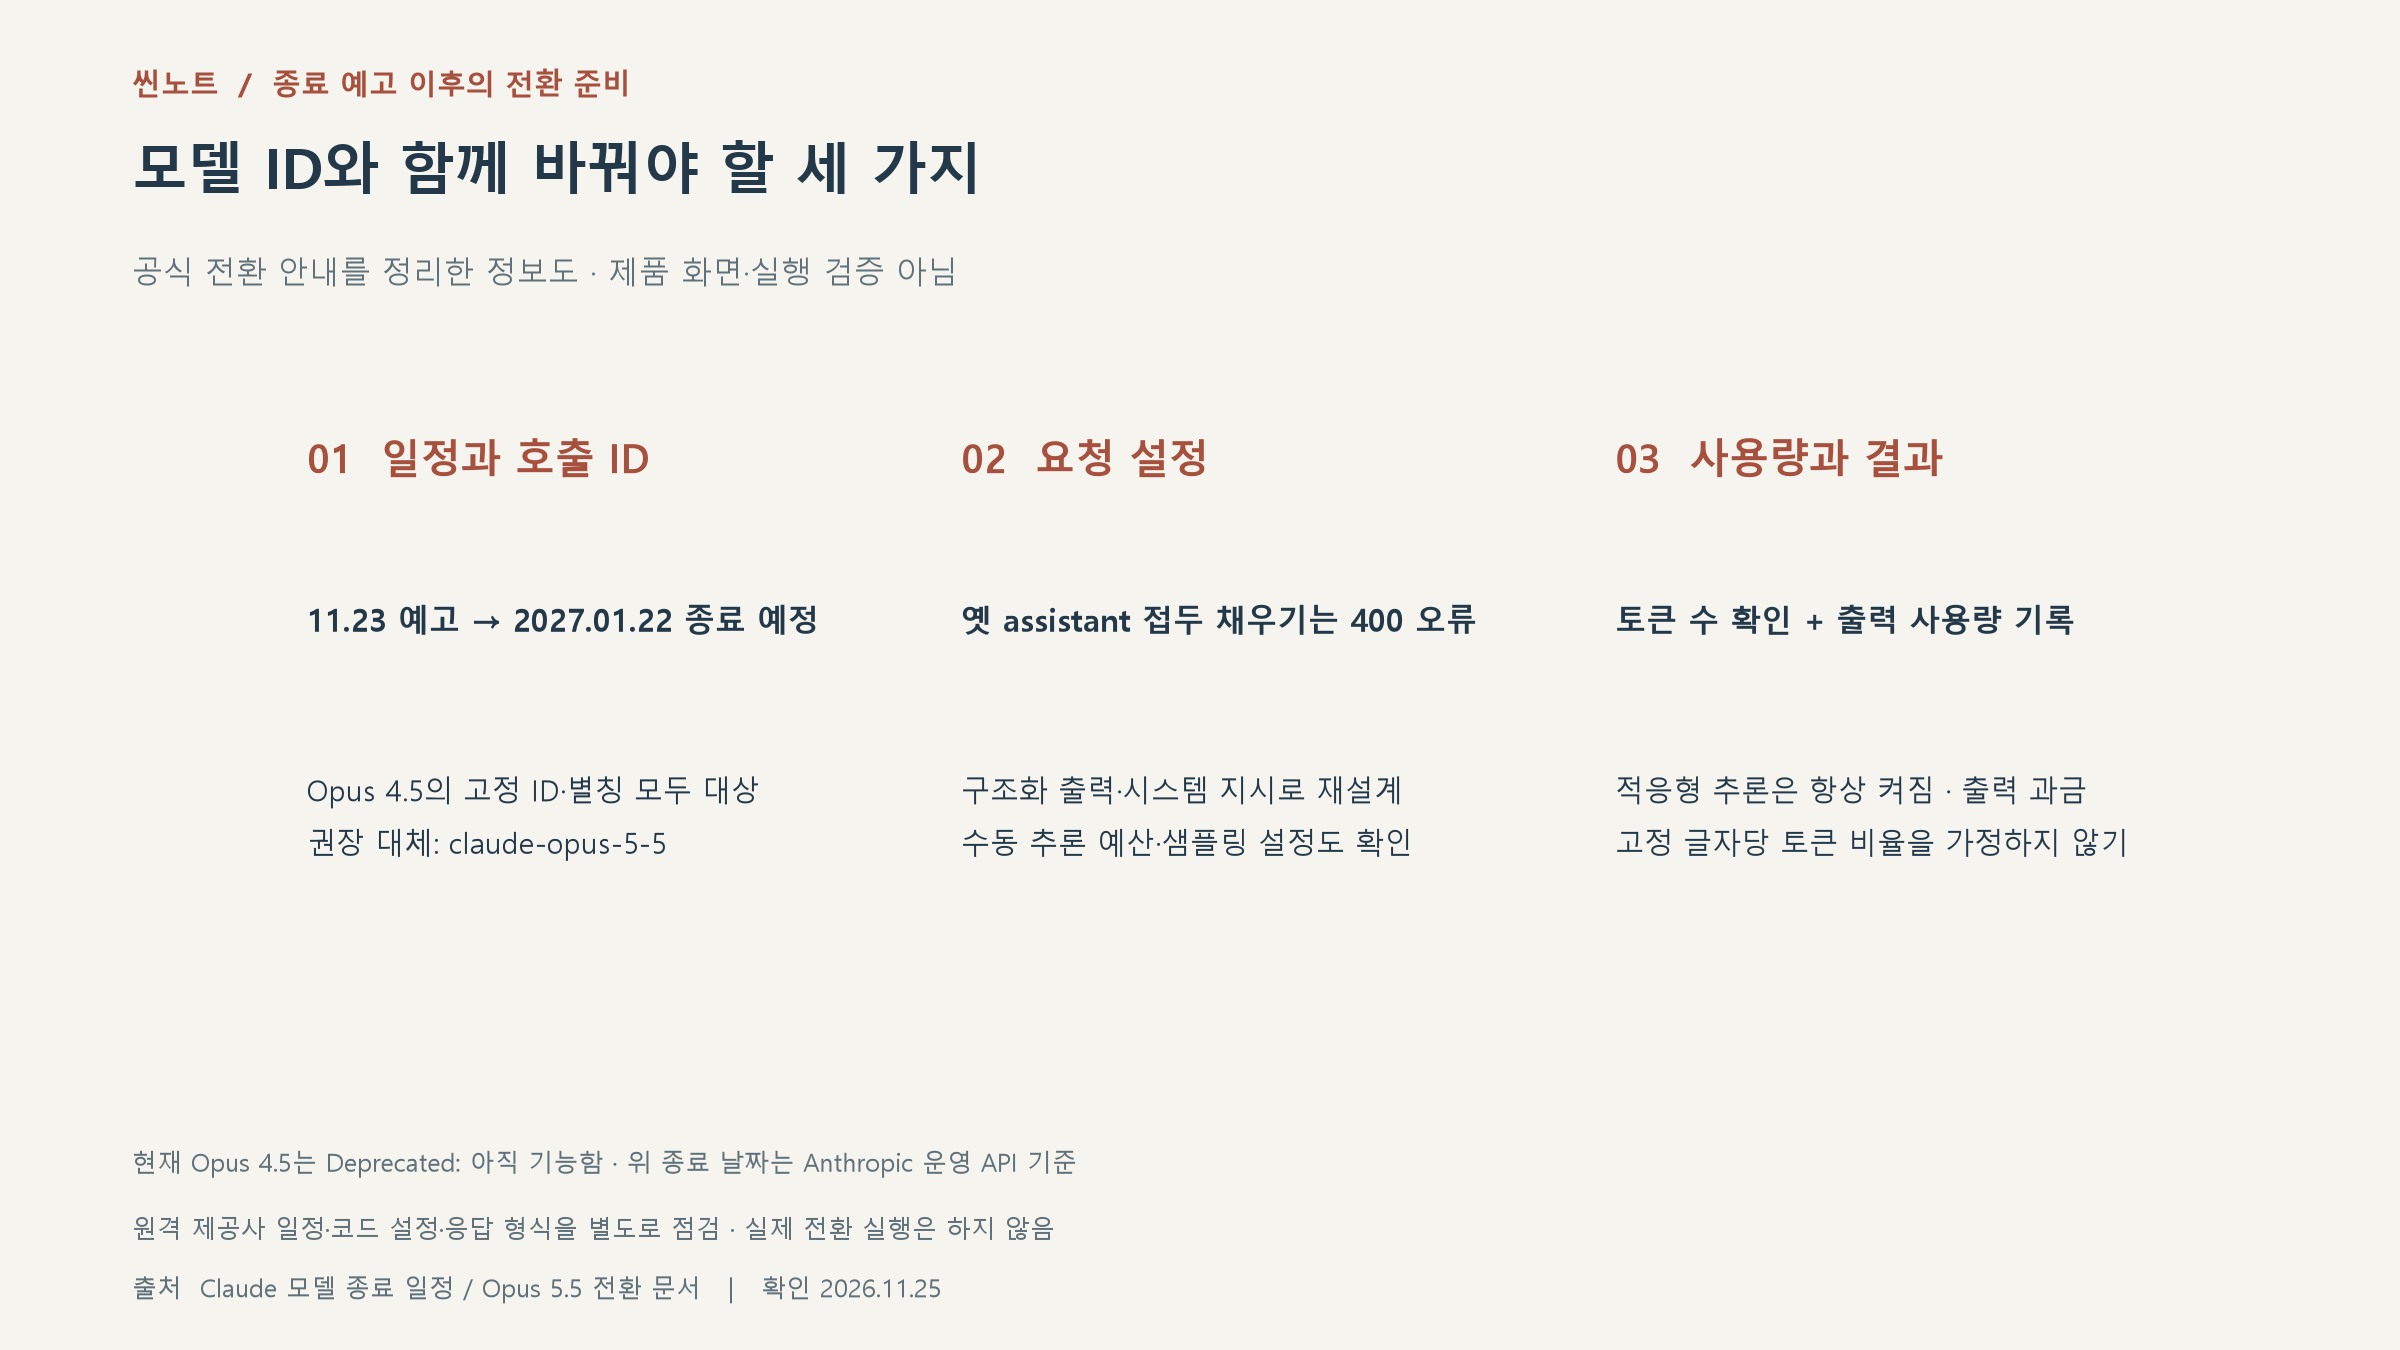 씬노트 / 종료 예고 이후의 전환 준비
모델 ID와 함께 바꿔야 할 세 가지
공식 전환 안내를 정리한 정보도 · 제품 화면·실행 검증 아님
01 일정과 호출 ID
11.23 예고 → 2027.01.22 종료 예정
Opus 4.5의 고정 ID·별칭 모두 대상
권장 대체: claude-opus-5-5
02 요청 설정
옛 assistant 접두 채우기는 400 오류
구조화 출력·시스템 지시로 재설계
수동 추론 예산·샘플링 설정도 확인
03 사용량과 결과
토큰 수 확인 + 출력 사용량 기록
적응형 추론은 항상 켜짐 · 출력 과금
고정 글자당 토큰 비율을 가정하지 않기
현재 Opus 4.5는 Deprecated: 아직 기능함 · 위 종료 날짜는 Anthropic 운영 API 기준
원격 제공사 일정·코드 설정·응답 형식을 별도로 점검 · 실제 전환 실행은 하지 않음
출처 Claude 모델 종료 일정 / Opus 5.5 전환 문서 | 확인 2026.11.25